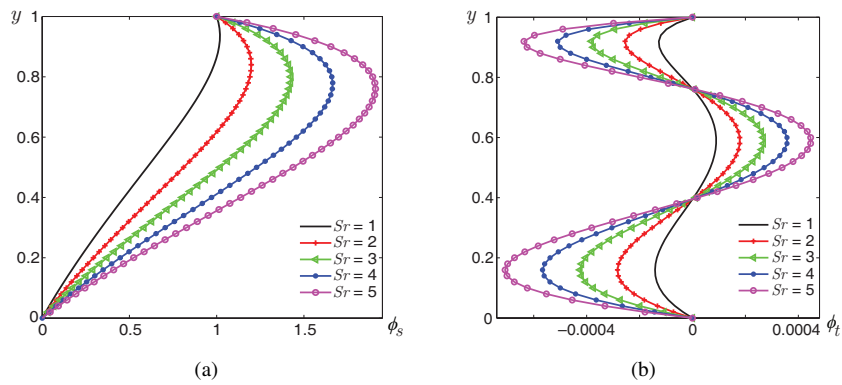 y
1
0.8
0.6
0.4
0.2
0
0 0.5 1 1.5 ϕ_s
Sr = 1
Sr = 2
Sr = 3
Sr = 4
Sr = 5
(a)
y
1
0.8
0.6
0.4
0.2
0
−0.0004 0 0.0004 ϕ_t
Sr = 1
Sr = 2
Sr = 3
Sr = 4
Sr = 5
(b)